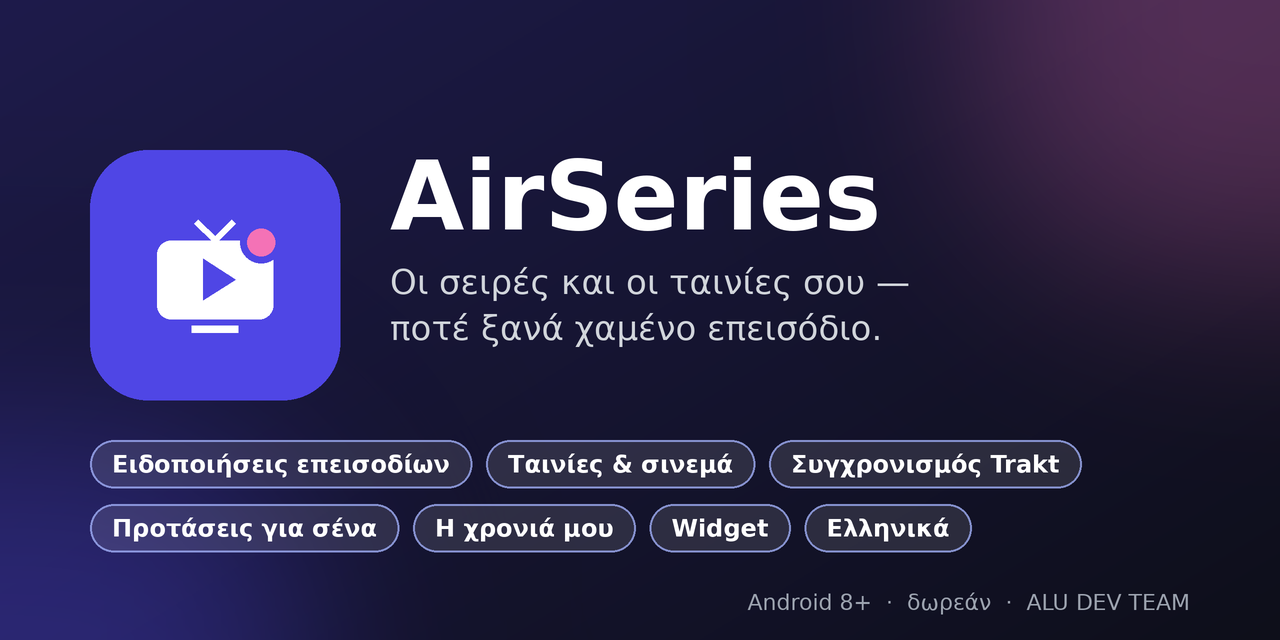 AirSeries
Οι σειρές και οι ταινίες σου —
ποτέ ξανά χαμένο επεισόδιο.
Ειδοποιήσεις επεισοδίων Ταινίες & σινεμά Συγχρονισμός Trakt
Προτάσεις για σένα Η χρονιά μου Widget Ελληνικά
Android 8+ · δωρεάν · ALU DEV TEAM